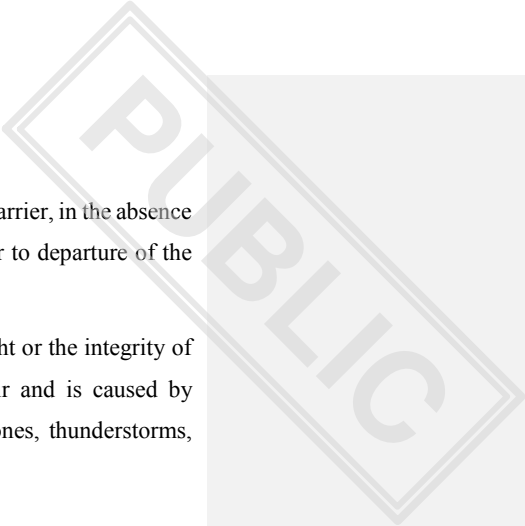 PUBLIC
arrier, in the absence
r to departure of the
ht or the integrity of
r and is caused by
ones, thunderstorms,